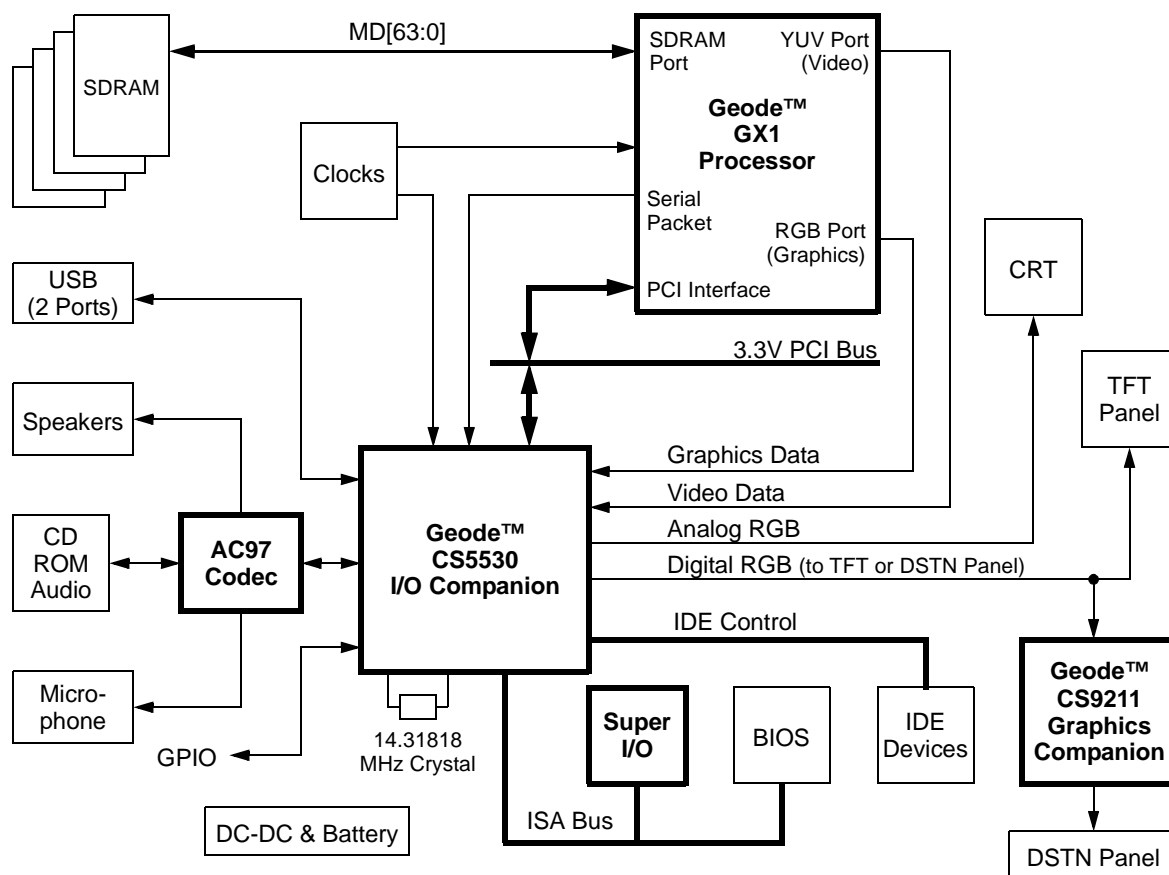 MD[63:0]
SDRAM
SDRAM
Port
YUV Port
(Video)
Geode™
GX1
Processor
Clocks
Serial
Packet
RGB Port
(Graphics)
PCI Interface
CRT
USB
(2 Ports)
3.3V PCI Bus
TFT
Panel
Speakers
Graphics Data
Video Data
Analog RGB
Digital RGB (to TFT or DSTN Panel)
CD
ROM
Audio
AC97
Codec
Geode™
CS5530
I/O Companion
IDE Control
Micro-
phone
GPIO
14.31818
MHz Crystal
Super
I/O
BIOS
IDE
Devices
Geode™
CS9211
Graphics
Companion
DC-DC & Battery
ISA Bus
DSTN Panel